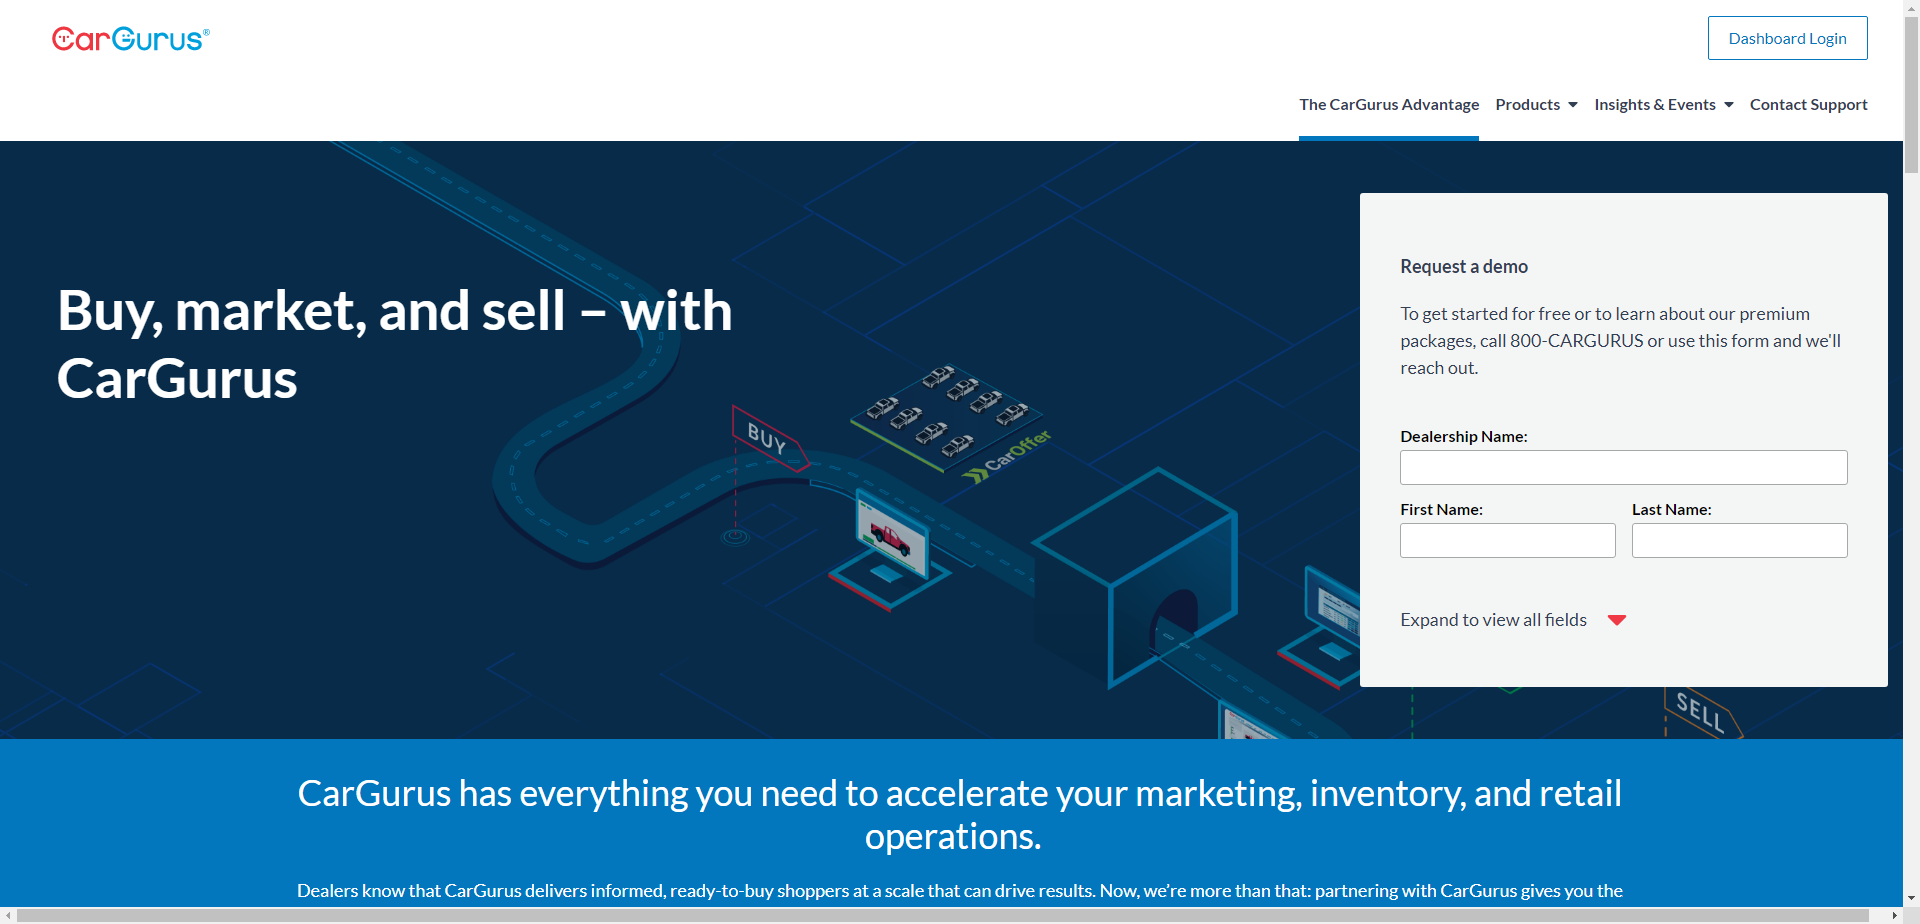 CarGurus®
Dashboard Login
The CarGurus Advantage Products Insights & Events Contact Support
Buy, market, and sell – with
CarGurus
BUY
CarOffer
SELL
Request a demo
To get started for free or to learn about our premium
packages, call 800-CARGURUS or use this form and we'll
reach out.
Dealership Name:
First Name: Last Name:
Expand to view all fields
CarGurus has everything you need to accelerate your marketing, inventory, and retail
operations.
Dealers know that CarGurus delivers informed, ready-to-buy shoppers at a scale that can drive results. Now, we're more than that: partnering with CarGurus gives you the